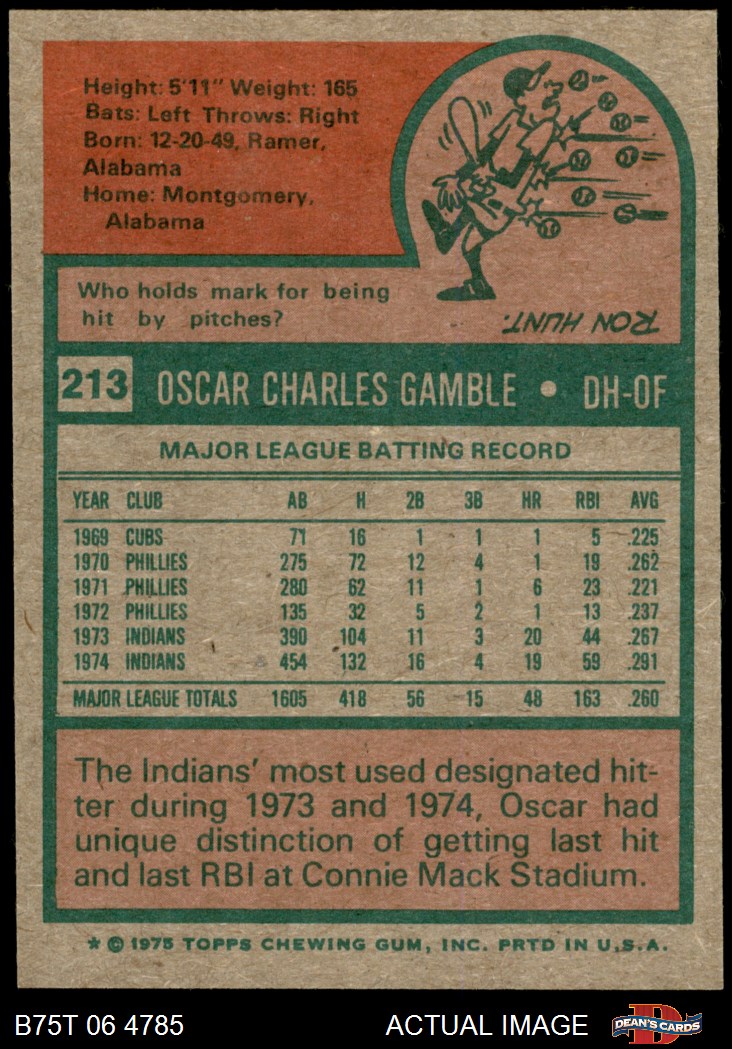 Height: 5'11" Weight: 165
Bats: Left Throws: Right
Born: 12-20-49, Ramer,
Alabama
Home: Montgomery,
Alabama
Who holds mark for being
hit by pitches?
RON HUNT.
213 OSCAR CHARLES GAMBLE • DH-OF
MAJOR LEAGUE BATTING RECORD
YEAR CLUB AB H 2B 3B HR RBI AVG
1969 CUBS 71 16 1 1 1 5 .225
1970 PHILLIES 275 72 12 4 1 19 .262
1971 PHILLIES 280 62 11 1 6 23 .221
1972 PHILLIES 135 32 5 2 1 13 .237
1973 INDIANS 390 104 11 3 20 44 .267
1974 INDIANS 454 132 16 4 19 59 .291
MAJOR LEAGUE TOTALS 1605 418 56 15 48 163 .260
The Indians' most used designated hit-
ter during 1973 and 1974, Oscar had
unique distinction of getting last hit
and last RBI at Connie Mack Stadium.
* © 1975 TOPPS CHEWING GUM, INC. PRTD IN U.S.A.
B75T 06 4785 ACTUAL IMAGE D DEAN'S CARDS